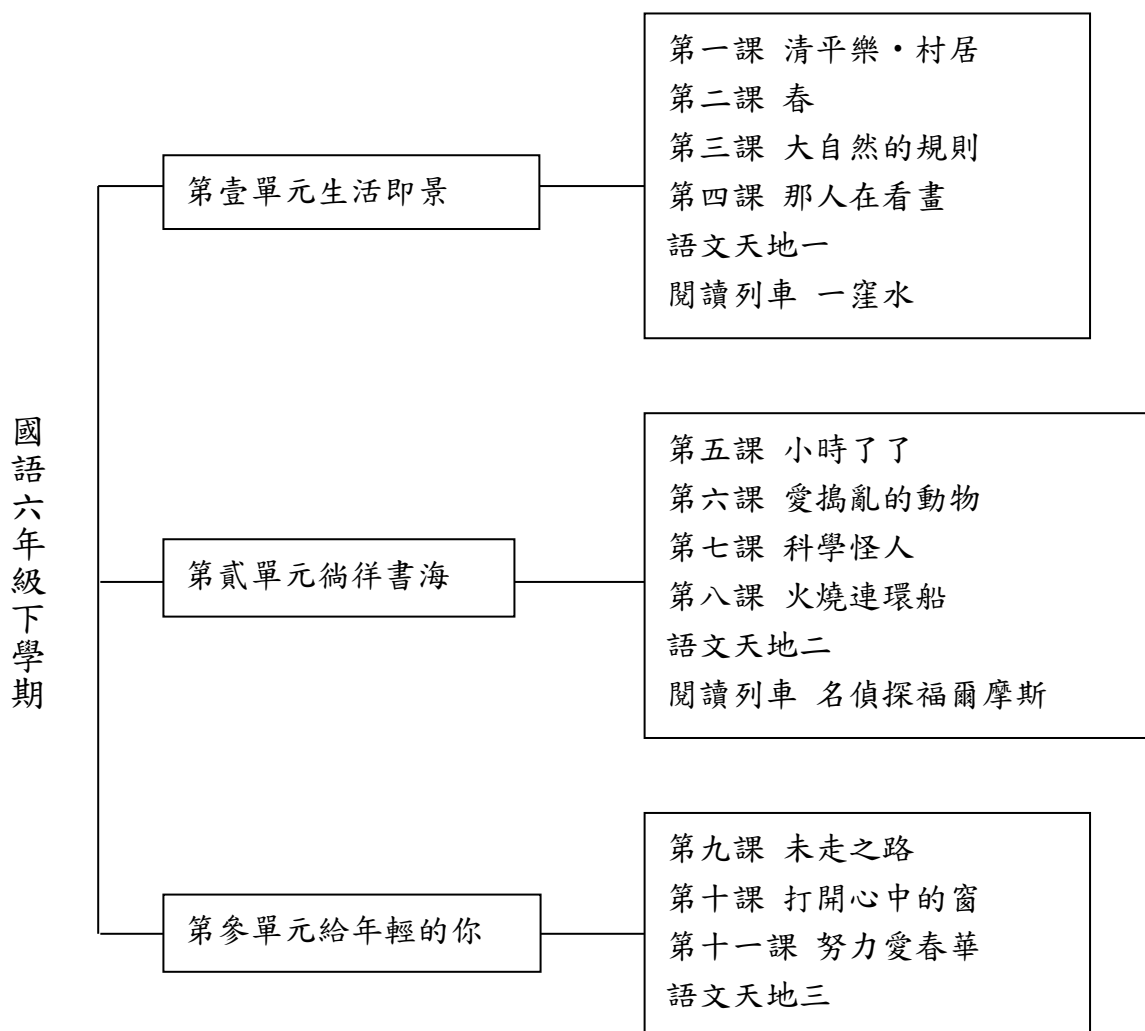 國語六年級下學期
第壹單元生活即景
第一課 清平樂·村居
第二課 春
第三課 大自然的規則
第四課 那人在看畫
語文天地一
閱讀列車 一窪水
第貳單元徜徉書海
第五課 小時了了
第六課 愛搗亂的動物
第七課 科學怪人
第八課 火燒連環船
語文天地二
閱讀列車 名偵探福爾摩斯
第參單元給年輕的你
第九課 未走之路
第十課 打開心中的窗
第十一課 努力愛春華
語文天地三